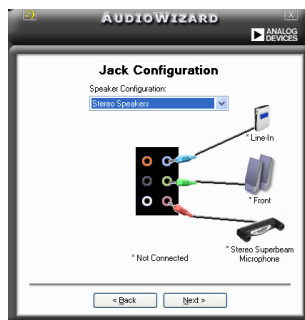 AUDIOWIZARD
X
ANALOG
DEVICES
Jack Configuration
Speaker Configuration:
Stereo Speakers
* Line-In
* Front
* Stereo Superbeam
Microphone
* Not Connected
< Back
Next >